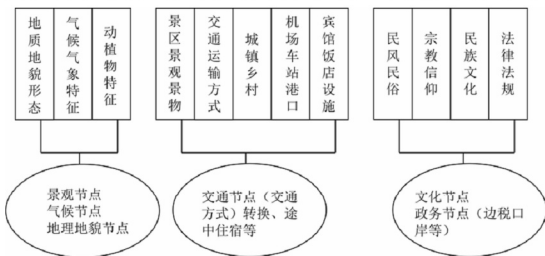 地质地貌形态
气候气象特征
动植物特征
景区景观景物
交通运输方式
城镇乡村
机场车站港口
宾馆饭店设施
民风民俗
宗教信仰
民族文化
法律法规
景观节点
气候节点
地理地貌节点
交通节点（交通
方式）转换、途
中住宿等
文化节点
政务节点（边税口
岸等）